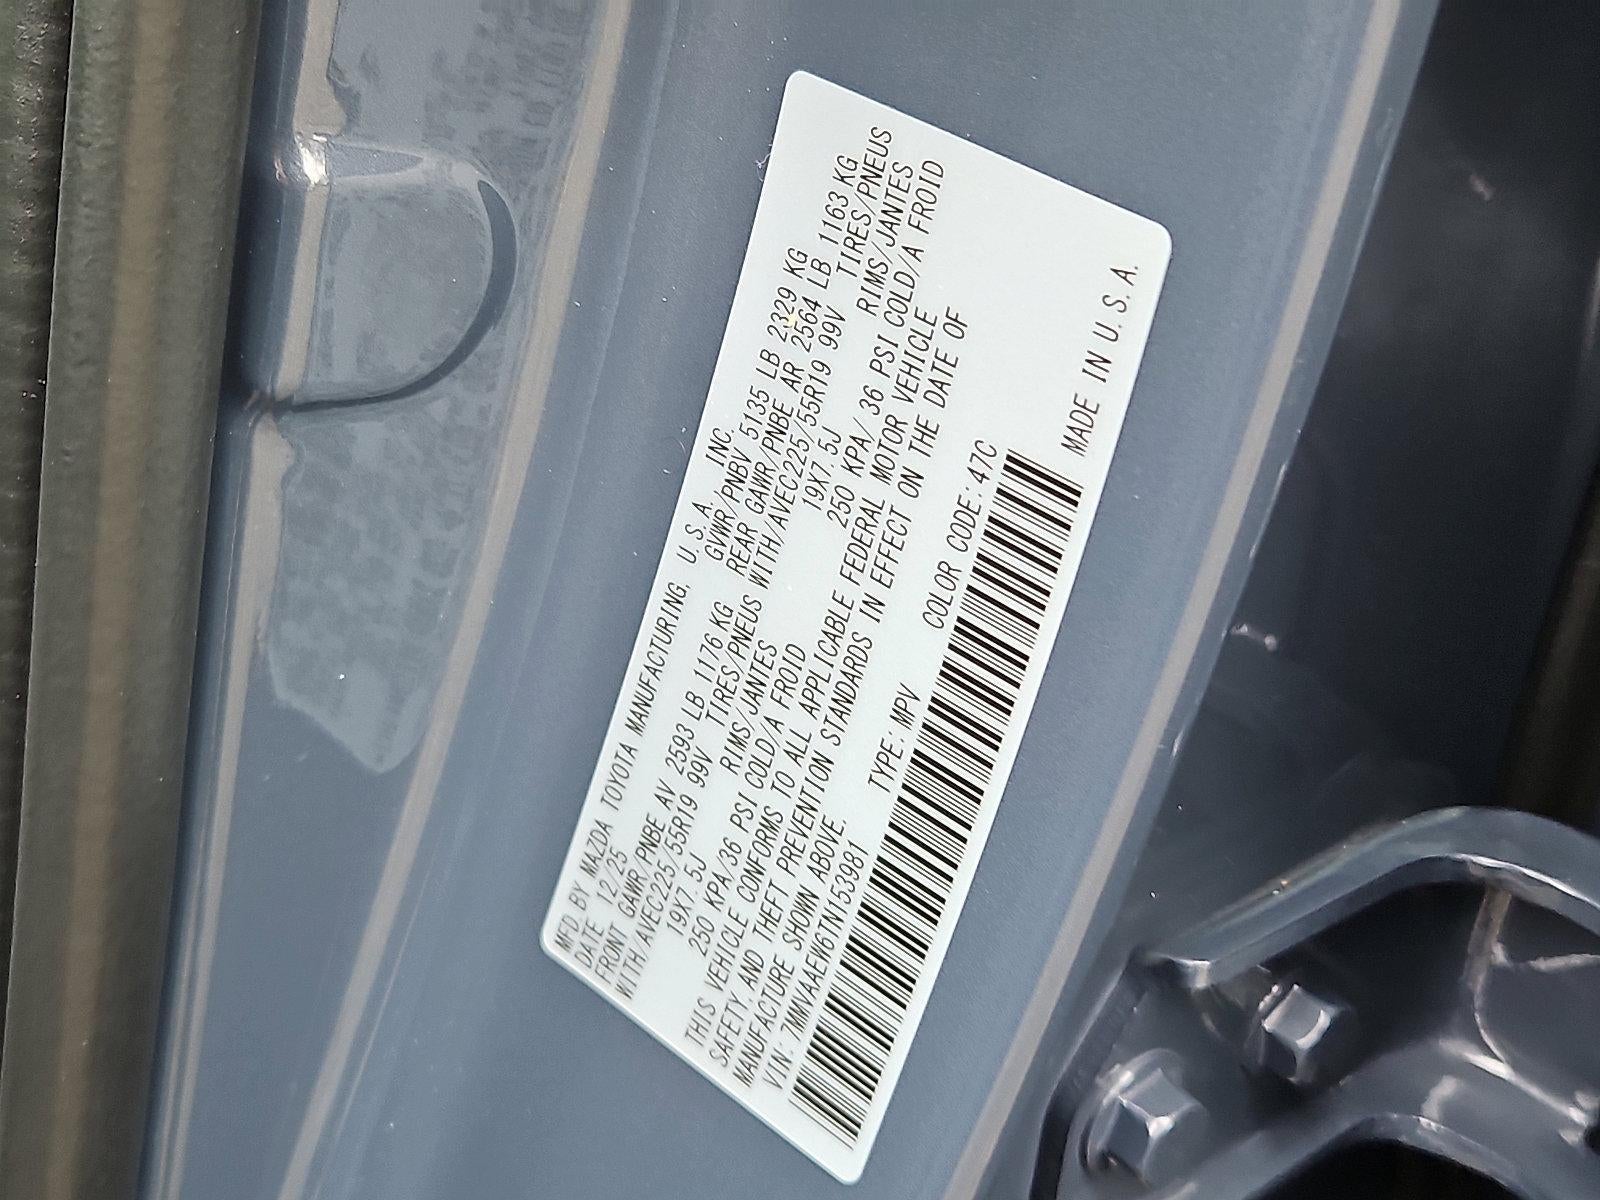 MFD BY MAZDA TOYOTA MANUFACTURING, U.S.A. INC.
DATE 12/25 GVWR/PNBV 5135 LB 2329 KG
FRONT GAWR/PNBE AV 2593 LB 1176 KG REAR GAWR/PNBE AR 2564 LB 1163 KG
WITH/AVEC225/55R19 99V TIRES/PNEUS WITH/AVEC225/55R19 99V TIRES/PNEUS
19X7.5J RIMS/JANTES 19X7.5J RIMS/JANTES
250 KPA/36 PSI COLD/A FROID 250 KPA/36 PSI COLD/A FROID
THIS VEHICLE CONFORMS TO ALL APPLICABLE FEDERAL MOTOR VEHICLE
SAFETY, AND THEFT PREVENTION STANDARDS IN EFFECT ON THE DATE OF
MANUFACTURE SHOWN ABOVE.
VIN: 7MMVAAEW6TN153981 TYPE: MPV COLOR CODE: 47C
MADE IN U.S.A.